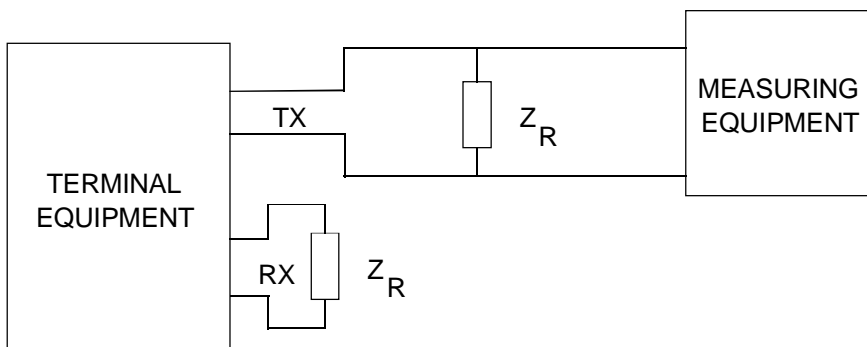 TERMINAL
EQUIPMENT
TX
Z R
MEASURING
EQUIPMENT
RX
Z R